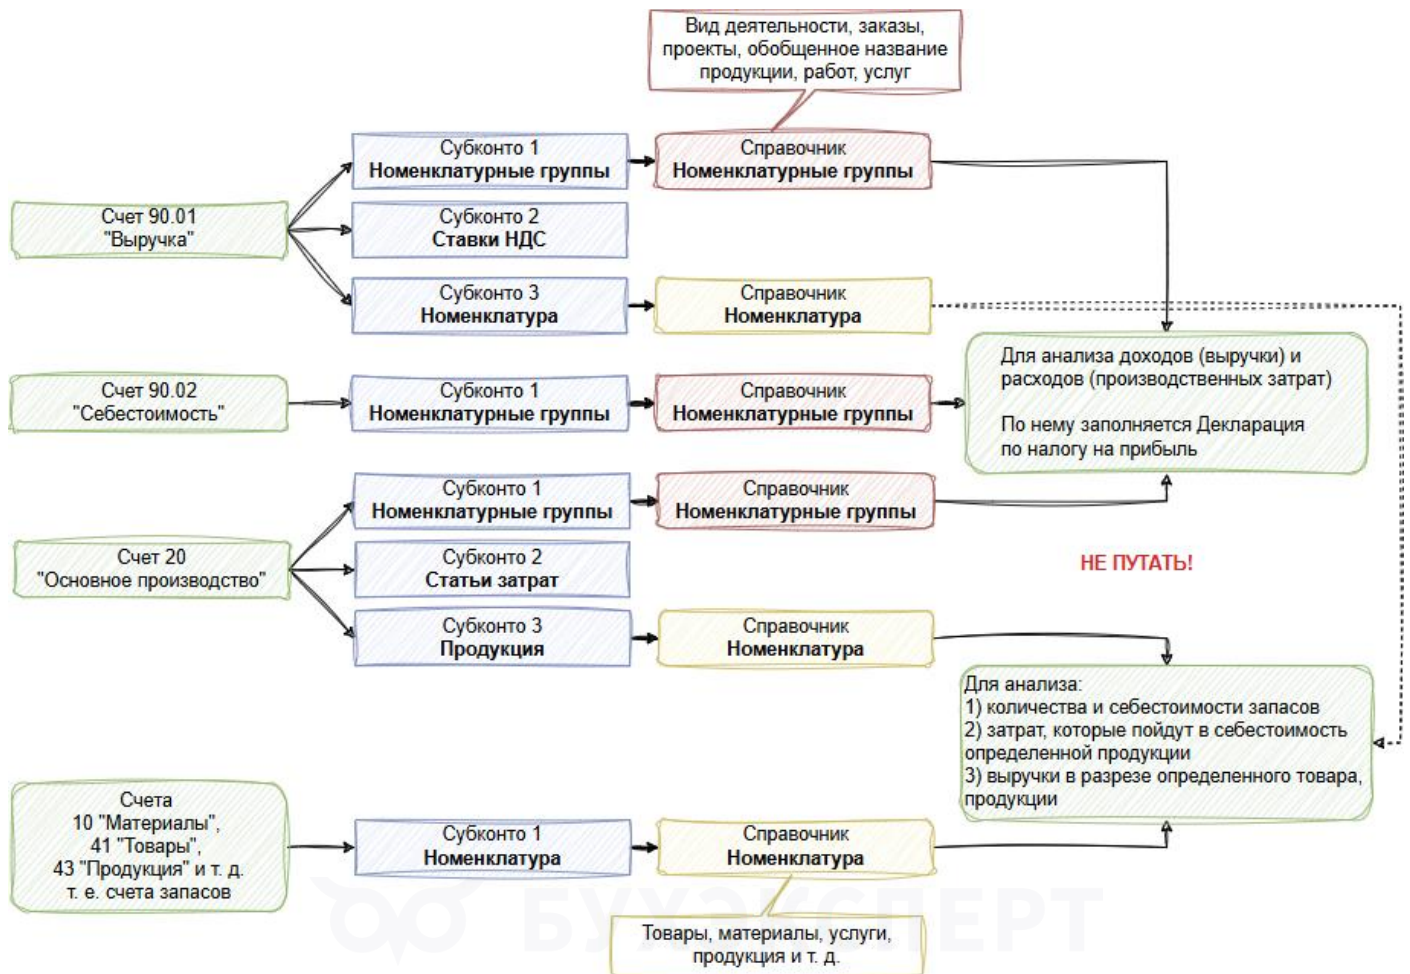 Вид деятельности, заказы,
проекты, обобщенное название
продукции, работ, услуг
Субконто 1
Номенклатурные группы
Справочник
Номенклатурные группы
Счет 90.01
"Выручка"
Субконто 2
Ставки НДС
Субконто 3
Номенклатура
Справочник
Номенклатура
Для анализа доходов (выручки) и
расходов (производственных затрат)
По нему заполняется Декларация
по налогу на прибыль
Счет 90.02
"Себестоимость"
Субконто 1
Номенклатурные группы
Справочник
Номенклатурные группы
Субконто 1
Номенклатурные группы
Справочник
Номенклатурные группы
Счет 20
"Основное производство"
Субконто 2
Статьи затрат
НЕ ПУТАТЬ!
Субконто 3
Продукция
Справочник
Номенклатура
Для анализа:
1) количества и себестоимости запасов
2) затрат, которые пойдут в себестоимость
определенной продукции
3) выручки в разрезе определенного товара,
продукции
Счета
10 "Материалы",
41 "Товары",
43 "Продукция" и т. д.
т. е. счета запасов
Субконто 1
Номенклатура
Справочник
Номенклатура
БУХЭКСПЕРТ
Товары, материалы, услуги,
продукция и т. д.